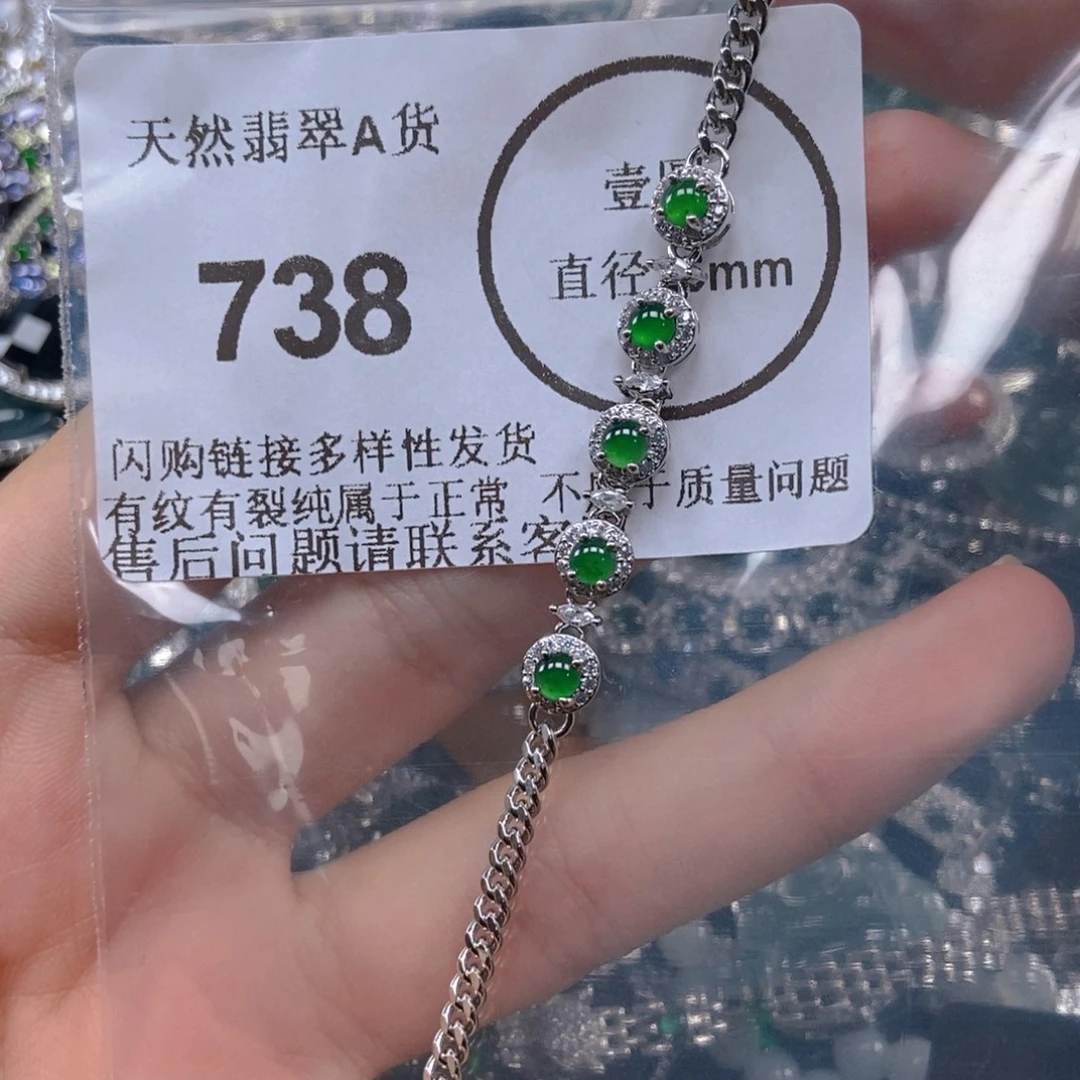 天然翡翠A货
738
壹
直径 mm
闪购链接多样性发货
有纹有裂纯属于正常 不 于质量问题
售后问题请联系客